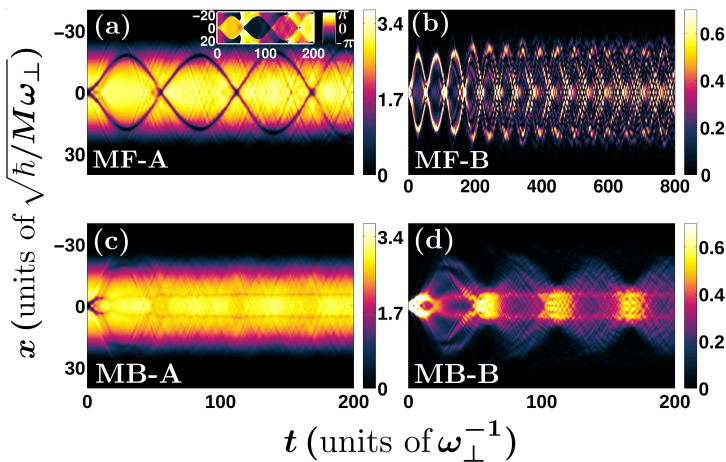 (a)
−20
0
20
0 100 200
π
0
−π
MF-A
−30
0
30
3.4
1.7
0
(b)
MF-B
0 200 400 600 800
0.6
0.4
0.2
0
(c)
MB-A
−30
0
30
0 100 200
3.4
1.7
0
(d)
MB-B
0 100 200
0.6
0.4
0.2
0
x (units of √ħ/Mω⊥)
t (units of ω⊥⁻¹)